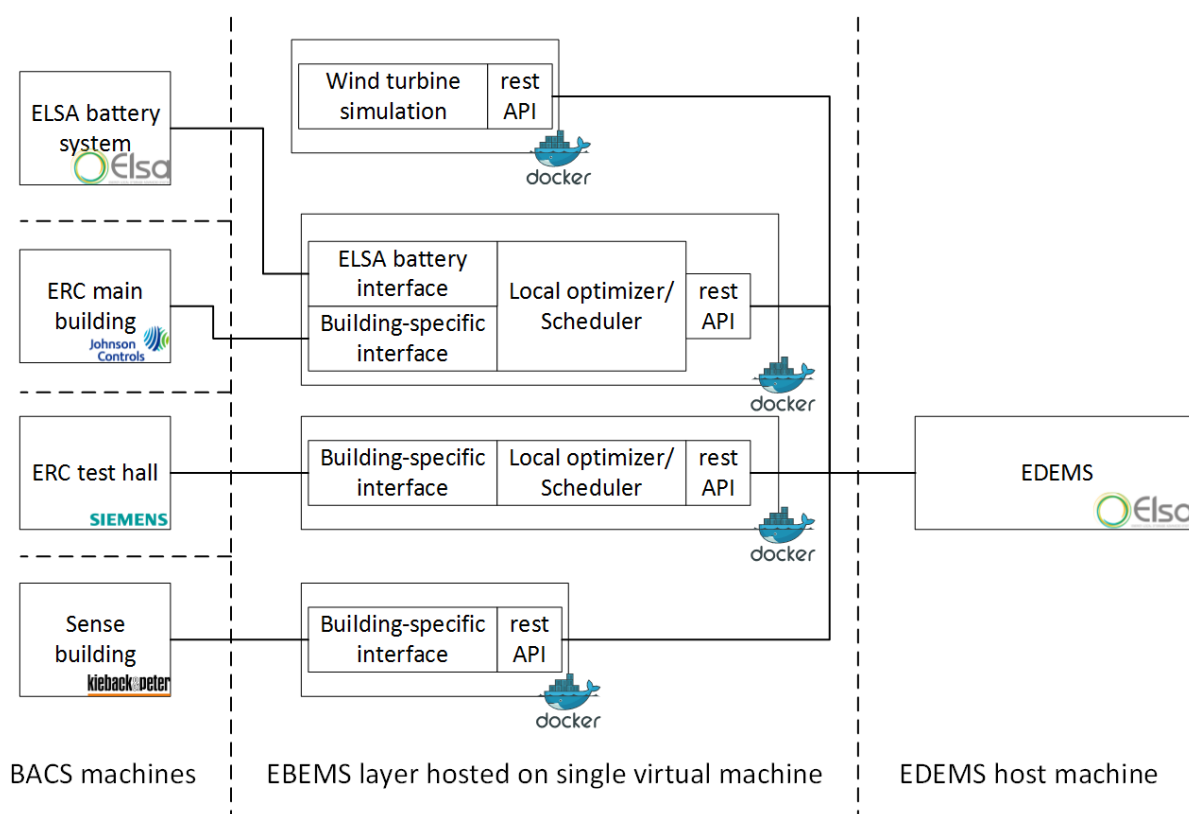 ELSA battery
system
Elsa
ERC main
building
Johnson
Controls
ERC test hall
SIEMENS
Sense
building
kieback&peter
BACS machines
Wind turbine
simulation
rest
API
docker
ELSA battery
interface
Building-specific
interface
Local optimizer/
Scheduler
rest
API
docker
Building-specific
interface
Local optimizer/
Scheduler
rest
API
docker
Building-specific
interface
rest
API
docker
EBEMS layer hosted on single virtual machine
EDEMS
Elsa
EDEMS host machine